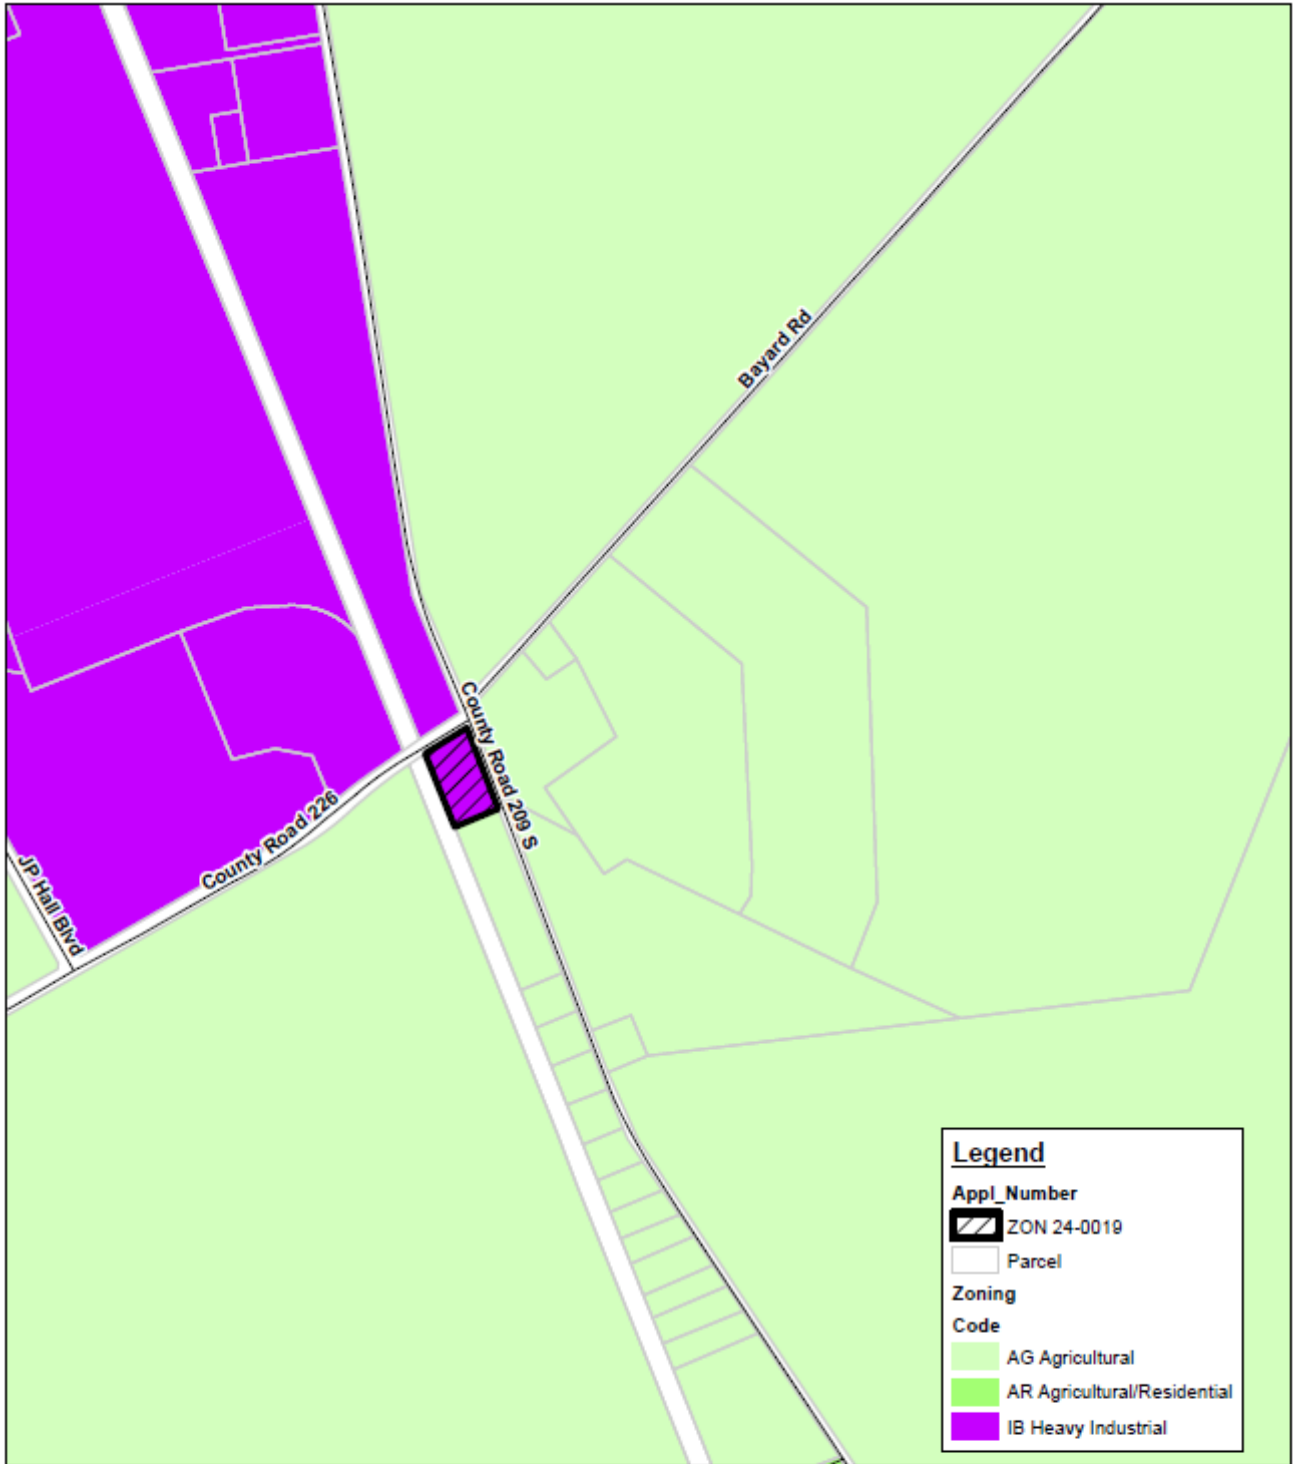 Bayard Rd
County Road 209 S
County Road 226
JP Hall Blvd
Legend
Appl_Number
ZON 24-0019
Parcel
Zoning
Code
AG Agricultural
AR Agricultural/Residential
IB Heavy Industrial